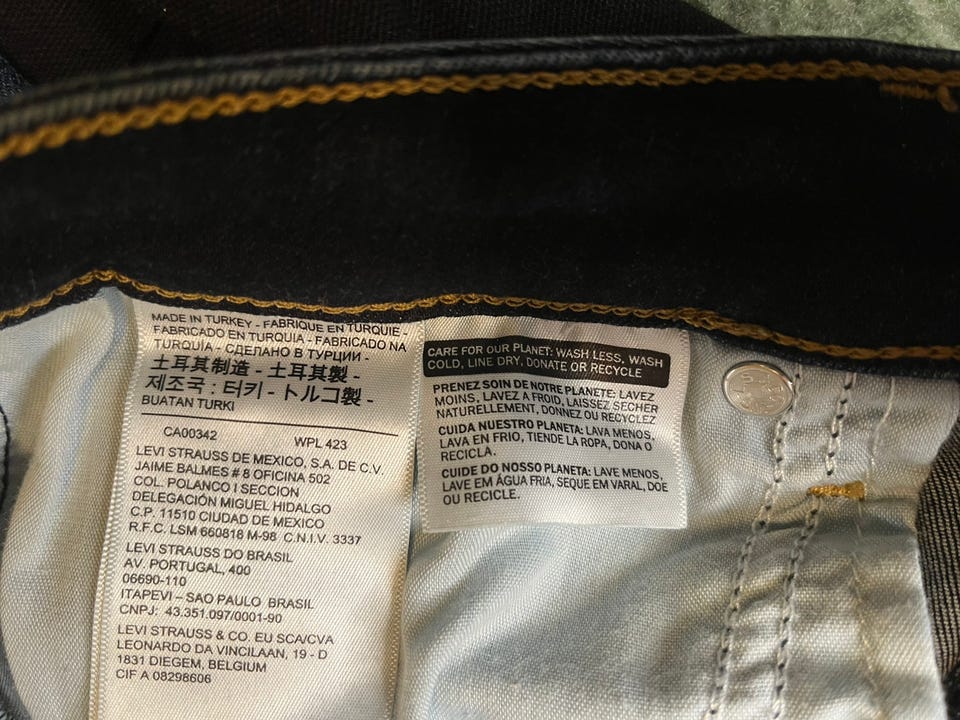 MADE IN TURKEY - FABRIQUE EN TURQUIE -
FABRICADO EN TURQUIA - FABRICADO NA
TURQUÍA - СДЕЛАНО В ТУРЦИИ -
土耳其制造 - 土耳其製 -
제조국 : 터키 - トルコ製 -
BUATAN TURKI
CA00342 WPL 423
LEVI STRAUSS DE MEXICO, S.A. DE C.V.
JAIME BALMES # 8 OFICINA 502
COL. POLANCO I SECCION
DELEGACIÓN MIGUEL HIDALGO
C.P. 11510 CIUDAD DE MEXICO
R.F.C. LSM 660818 M-98 C.N.I.V. 3337
LEVI STRAUSS DO BRASIL
AV. PORTUGAL, 400
06690-110
ITAPEVI – SAO PAULO BRASIL
CNPJ: 43.351.097/0001-90
LEVI STRAUSS & CO. EU SCA/CVA
LEONARDO DA VINCILAAN, 19 - D
1831 DIEGEM, BELGIUM
CIF A 08298606
CARE FOR OUR PLANET: WASH LESS, WASH
COLD, LINE DRY, DONATE OR RECYCLE
PRENEZ SOIN DE NOTRE PLANETE: LAVEZ
MOINS, LAVEZ A FROID, LAISSEZ SECHER
NATURELLEMENT, DONNEZ OU RECYCLEZ
CUIDA NUESTRO PLANETA: LAVA MENOS,
LAVA EN FRIO, TIENDE LA ROPA, DONA O
RECICLA.
CUIDE DO NOSSO PLANETA: LAVE MENOS,
LAVE EM ÁGUA FRIA, SEQUE EM VARAL, DOE
OU RECICLE.